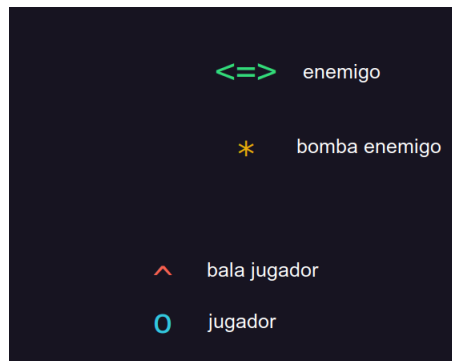 <=> enemigo
* bomba enemigo
^ bala jugador
O jugador